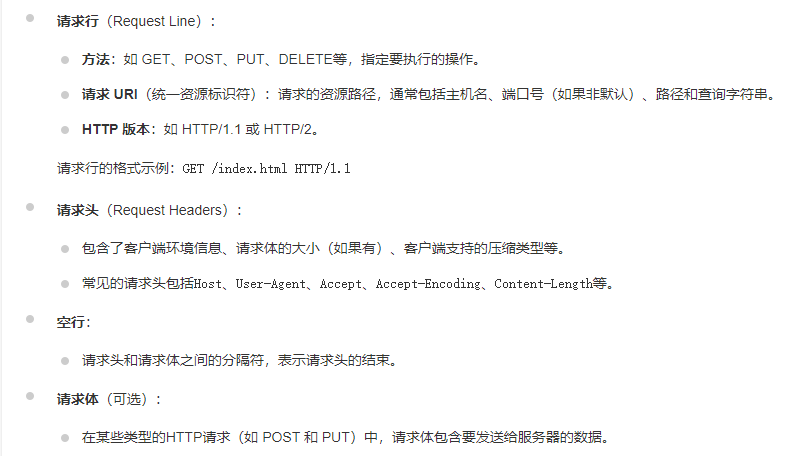 请求行（Request Line）：
方法：如 GET、POST、PUT、DELETE等，指定要执行的操作。
请求 URI（统一资源标识符）：请求的资源路径，通常包括主机名、端口号（如果非默认）、路径和查询字符串。
HTTP 版本：如 HTTP/1.1 或 HTTP/2。
请求行的格式示例：GET /index.html HTTP/1.1
请求头（Request Headers）：
包含了客户端环境信息、请求体的大小（如果有）、客户端支持的压缩类型等。
常见的请求头包括Host、User-Agent、Accept、Accept-Encoding、Content-Length等。
空行：
请求头和请求体之间的分隔符，表示请求头的结束。
请求体（可选）：
在某些类型的HTTP请求（如 POST 和 PUT）中，请求体包含要发送给服务器的数据。